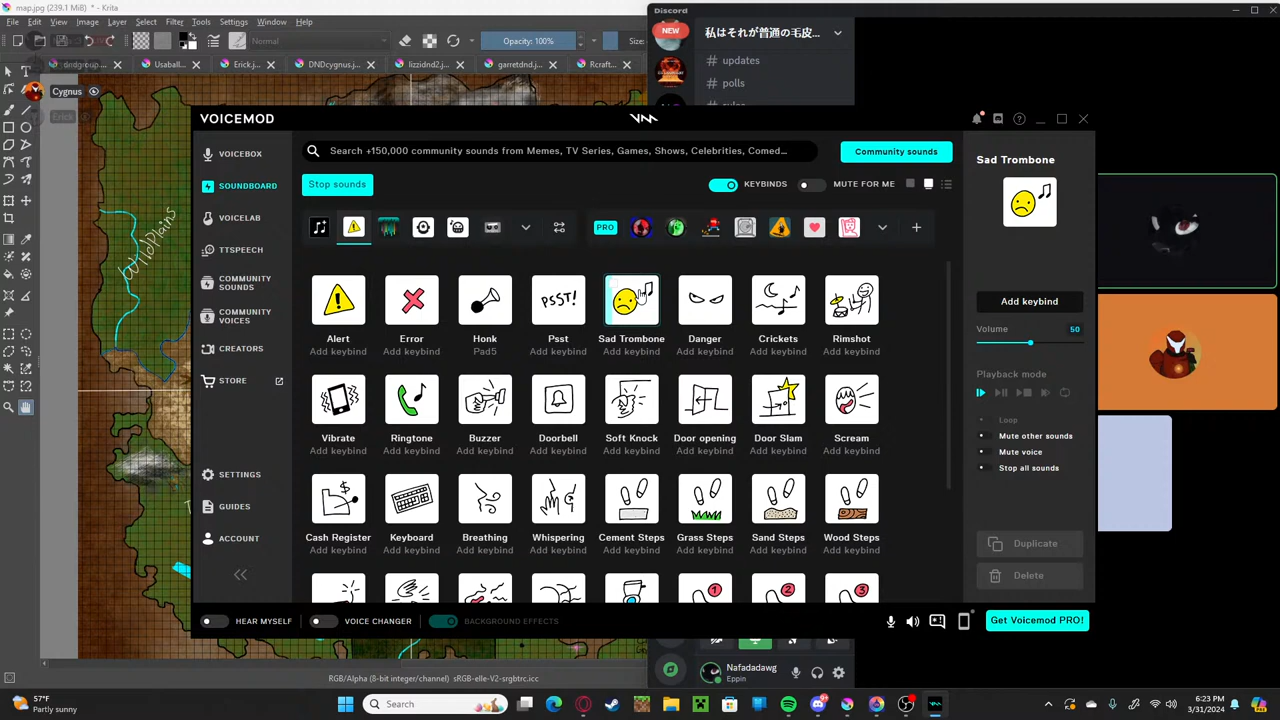 map.jpg (239.1 MiB) * - Krita
File Edit View Image Layer Select Filter Tools Settings Window Help
Normal
Opacity: 100%
Size:
dndgroup.
Usaball..
Erick.j...
DNDcygnus.j...
lizzidnd2.j...
garretdnd.j...
Rcraft..
Cygnus
Erick
WildPlains
RGB/Alpha (8-bit integer/channel) sRGB-elle-V2-srgbtrc.icc
Discord
NEW
私はそれが普通の毛皮...
# updates
# polls
Nafadadawg
Eppin
VOICEMOD
VOICEBOX
SOUNDBOARD
VOICELAB
TTSPEECH
COMMUNITY
SOUNDS
COMMUNITY
VOICES
CREATORS
STORE
SETTINGS
GUIDES
ACCOUNT
Search +150,000 community sounds from Memes, TV Series, Games, Shows, Celebrities, Comed...
Community sounds
Stop sounds
KEYBINDS
MUTE FOR ME
PRO
PSST!
Alert Error Honk Psst Sad Trombone Danger Crickets Rimshot
Add keybind Add keybind Pad5 Add keybind Add keybind Add keybind Add keybind Add keybind
Vibrate Ringtone Buzzer Doorbell Soft Knock Door opening Door Slam Scream
Add keybind Add keybind Add keybind Add keybind Add keybind Add keybind Add keybind Add keybind
$
Cash Register Keyboard Breathing Whispering Cement Steps Grass Steps Sand Steps Wood Steps
Add keybind Add keybind Add keybind Add keybind Add keybind Add keybind Add keybind Add keybind
1 2 3
Sad Trombone
Add keybind
Volume 50
Playback mode
Loop
Mute other sounds
Mute voice
Stop all sounds
Duplicate
Delete
HEAR MYSELF
VOICE CHANGER
BACKGROUND EFFECTS
Get Voicemod PRO!
57°F
Partly sunny
Search
6:23 PM
3/31/2024